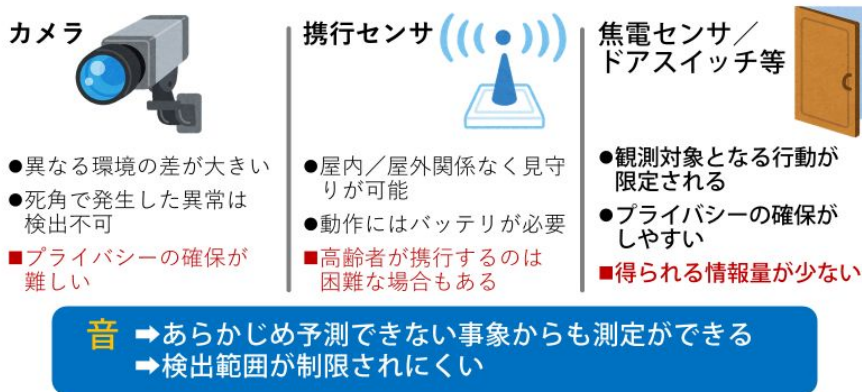 カメラ
●異なる環境の差が大きい
●死角で発生した異常は
検出不可
■プライバシーの確保が
難しい
携行センサ
●屋内／屋外関係なく見守
りが可能
●動作にはバッテリが必要
■高齢者が携行するのは
困難な場合もある
焦電センサ／
ドアスイッチ等
●観測対象となる行動が
限定される
●プライバシーの確保が
しやすい
■得られる情報量が少ない
音 ➡あらかじめ予測できない事象からも測定ができる
➡検出範囲が制限されにくい